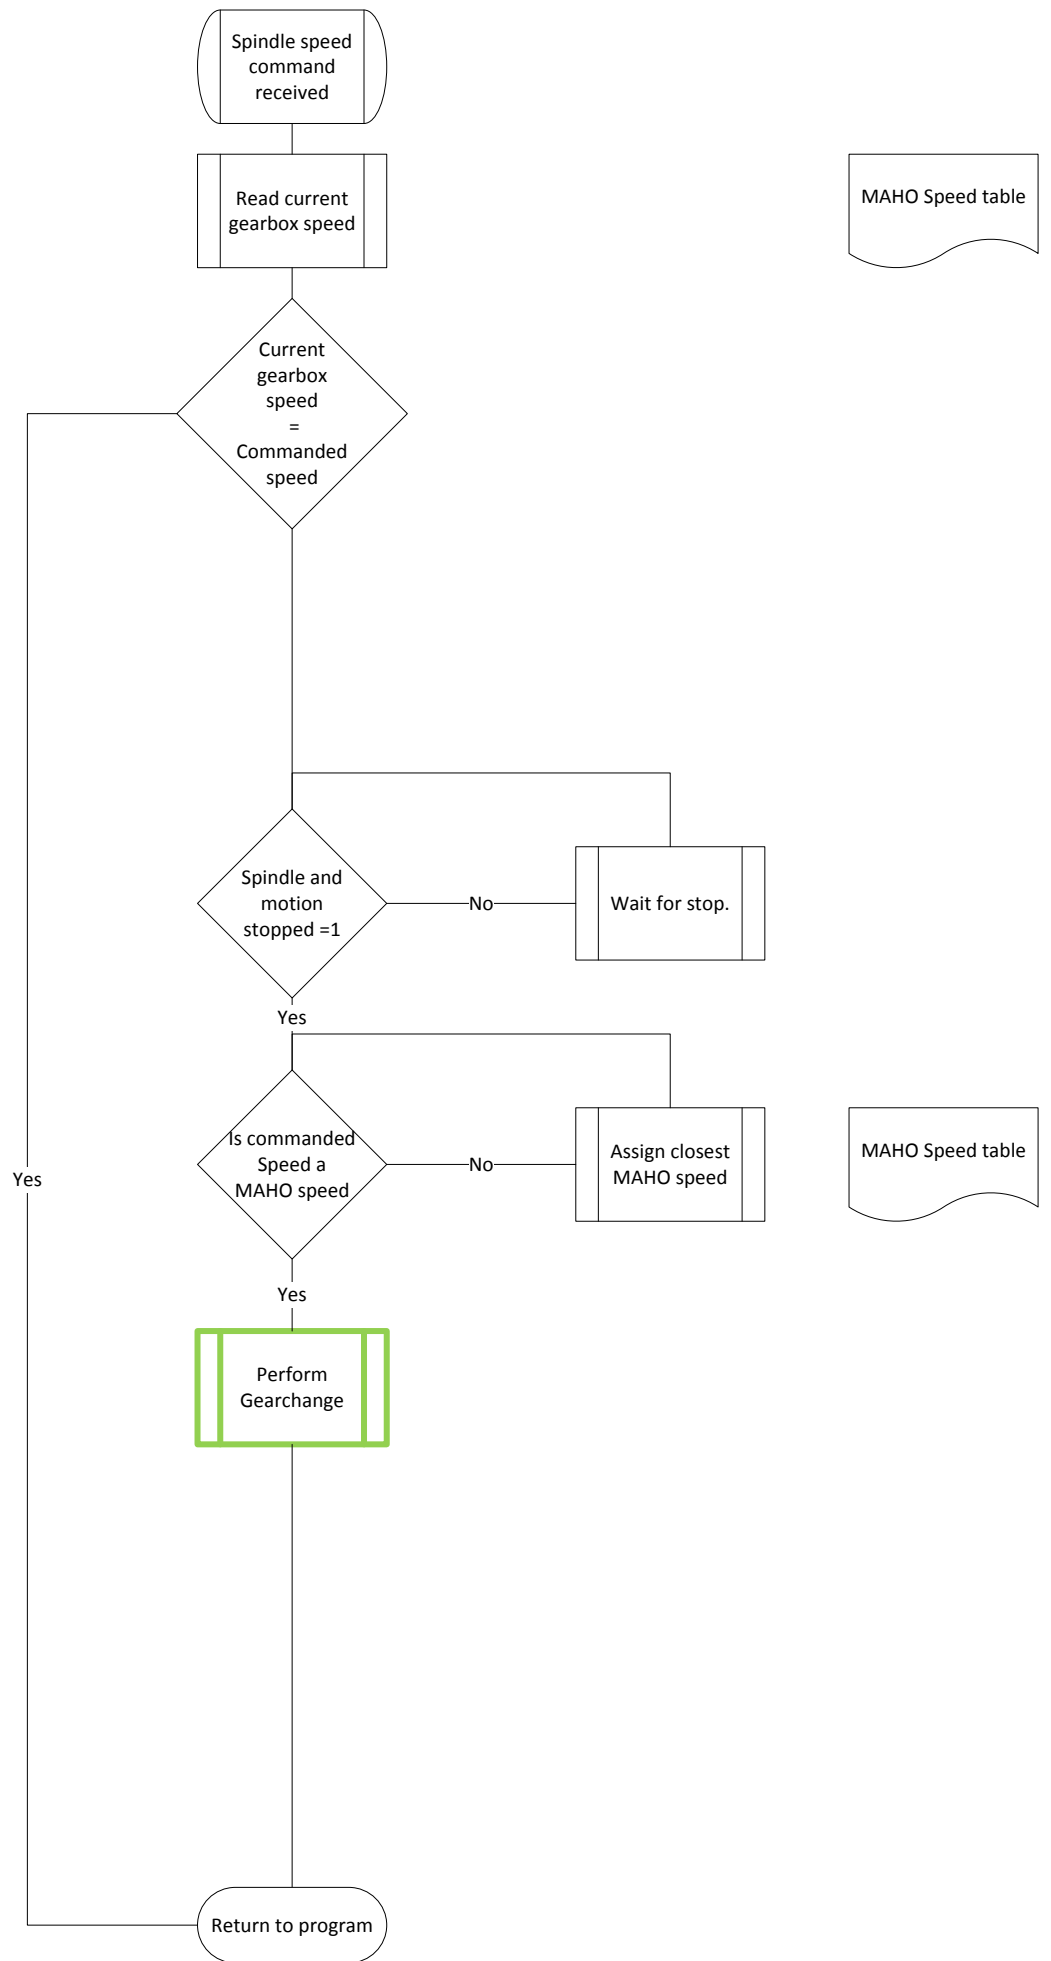 Spindle speed
command
received
Read current
gearbox speed
MAHO Speed table
Current
gearbox
speed
=
Commanded
speed
Spindle and
motion
stopped =1
No
Wait for stop.
Yes
Is commanded
Speed a
MAHO speed
No
Assign closest
MAHO speed
MAHO Speed table
Yes
Yes
Perform
Gearchange
Return to program